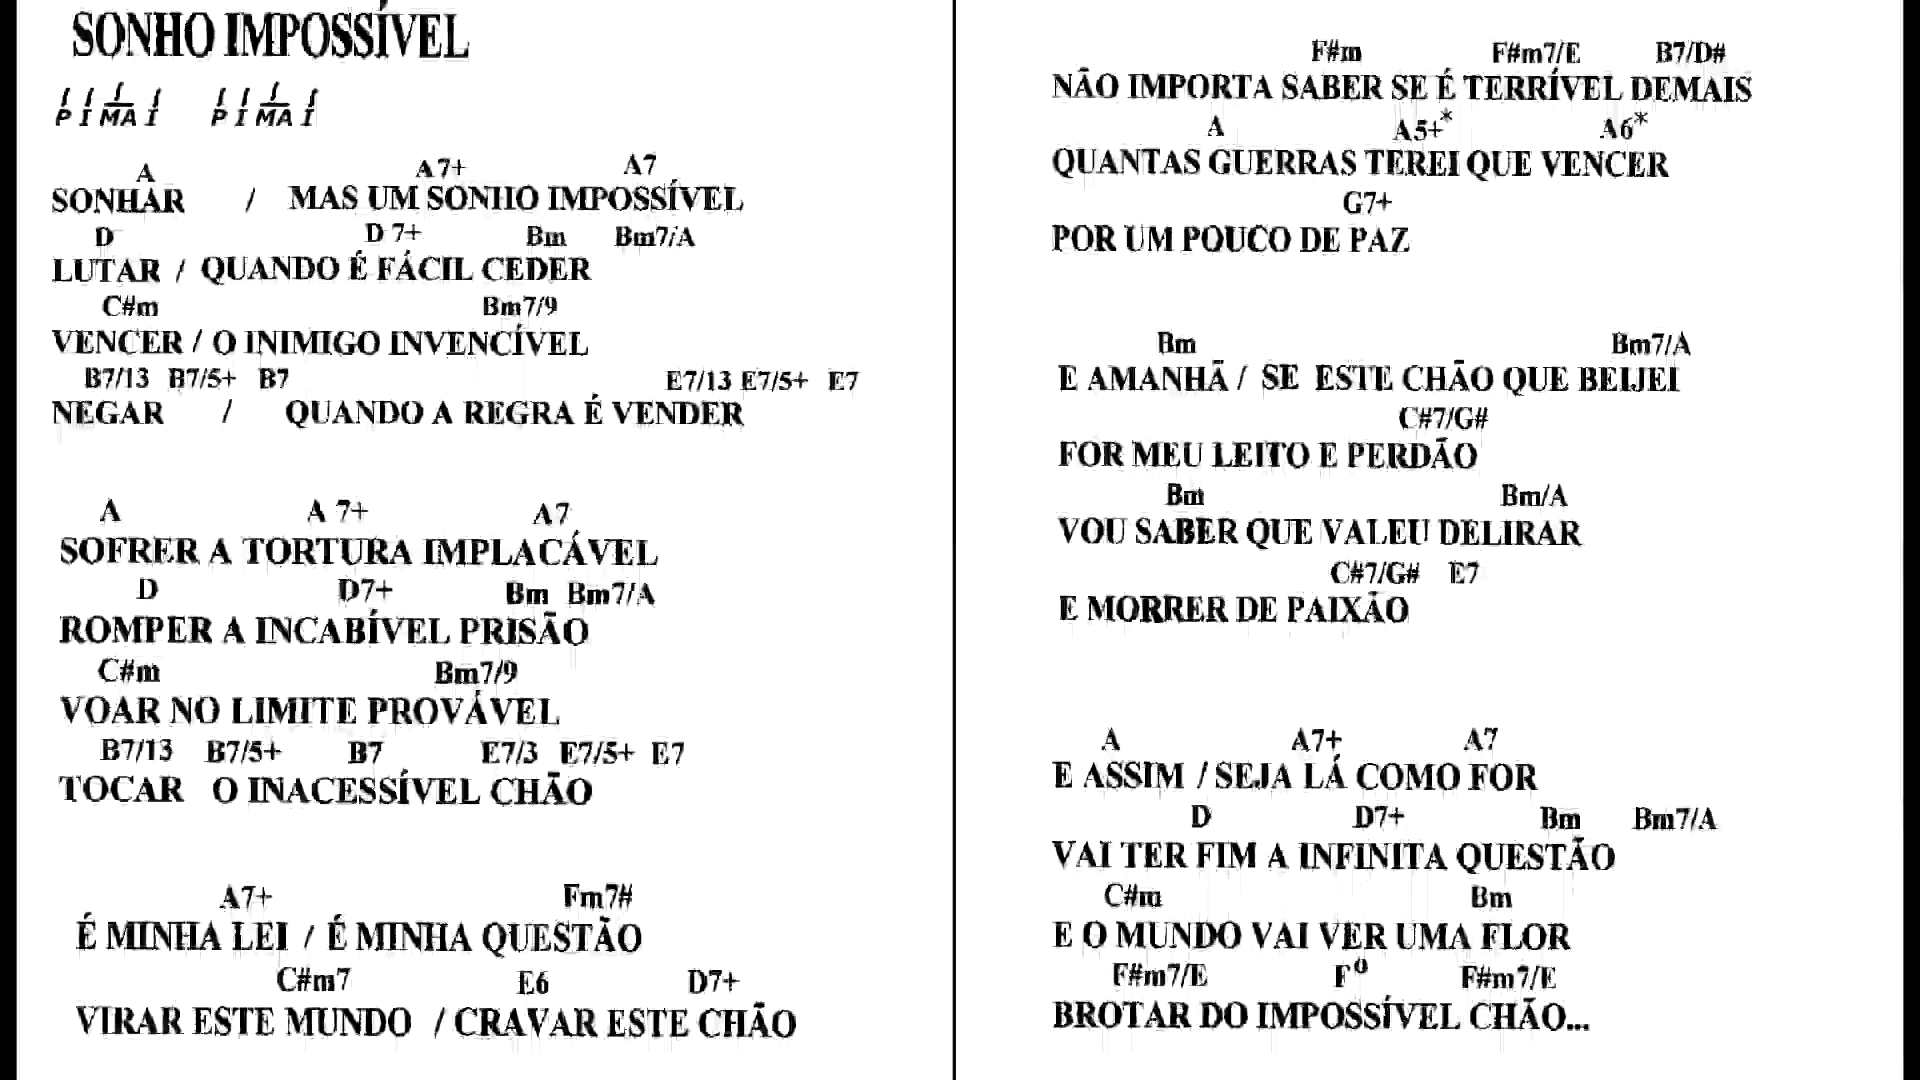 SONHO IMPOSSÍVEL
P I MA I P I MA I
A A7+ A7
SONHAR / MAS UM SONHO IMPOSSÍVEL
D D 7+ Bm Bm7/A
LUTAR / QUANDO É FÁCIL CEDER
C#m Bm7/9
VENCER / O INIMIGO INVENCÍVEL
B7/13 B7/5+ B7 E7/13 E7/5+ E7
NEGAR / QUANDO A REGRA É VENDER
A A 7+ A7
SOFRER A TORTURA IMPLACÁVEL
D D7+ Bm Bm7/A
ROMPER A INCABÍVEL PRISÃO
C#m Bm7/9
VOAR NO LIMITE PROVÁVEL
B7/13 B7/5+ B7 E7/3 E7/5+ E7
TOCAR O INACESSÍVEL CHÃO
A7+ Fm7#
É MINHA LEI / É MINHA QUESTÃO
C#m7 E6 D7+
VIRAR ESTE MUNDO / CRAVAR ESTE CHÃO
F#m F#m7/E B7/D#
NÃO IMPORTA SABER SE É TERRÍVEL DEMAIS
A A5+* A6*
QUANTAS GUERRAS TEREI QUE VENCER
G7+
POR UM POUCO DE PAZ
Bm Bm7/A
E AMANHÃ / SE ESTE CHÃO QUE BEIJEI
C#7/G#
FOR MEU LEITO E PERDÃO
Bm Bm/A
VOU SABER QUE VALEU DELIRAR
C#7/G# E7
E MORRER DE PAIXÃO
A A7+ A7
E ASSIM / SEJA LÁ COMO FOR
D D7+ Bm Bm7/A
VAI TER FIM A INFINITA QUESTÃO
C#m Bm
E O MUNDO VAI VER UMA FLOR
F#m7/E Fº F#m7/E
BROTAR DO IMPOSSÍVEL CHÃO...